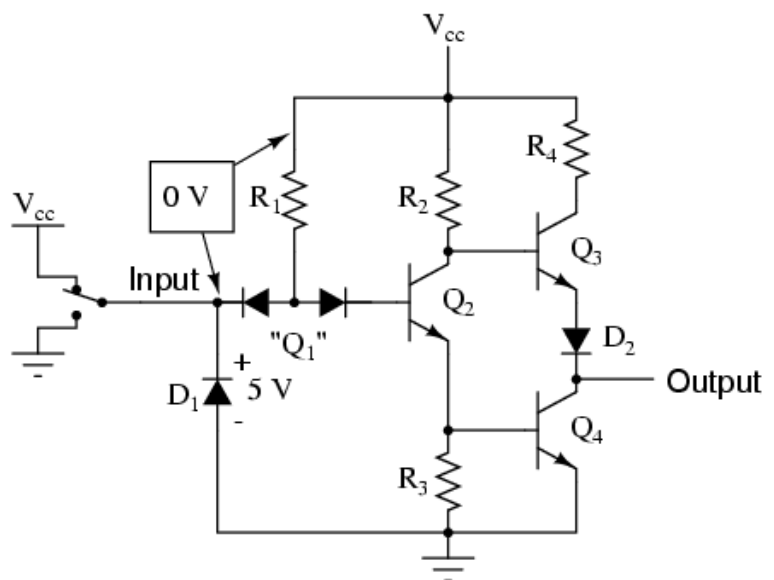 Vcc
R4
0 V
R1
R2
Vcc
Q3
Input
Q2
"Q1"
D2
+
D1
5 V
-
Output
Q4
R3
-
-